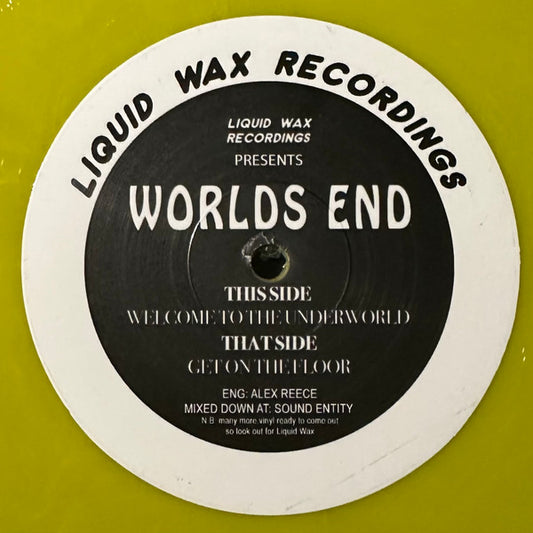 LIQUID WAX RECORDINGS
LIQUID WAX
RECORDINGS
PRESENTS
WORLDS END
THIS SIDE
WELCOME TO THE UNDERWORLD
THAT SIDE
GET ON THE FLOOR
ENG: ALEX REECE
MIXED DOWN AT: SOUND ENTITY
N.B: many more vinyl ready to come out
so look out for Liquid Wax